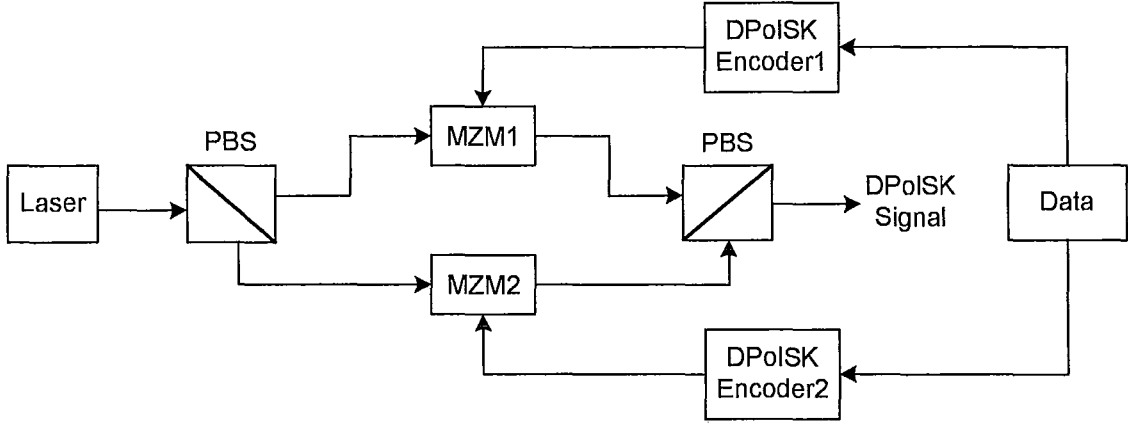 DPolSK
Encoder1
PBS
MZM1
PBS
Laser
DPolSK
Signal
Data
MZM2
DPolSK
Encoder2